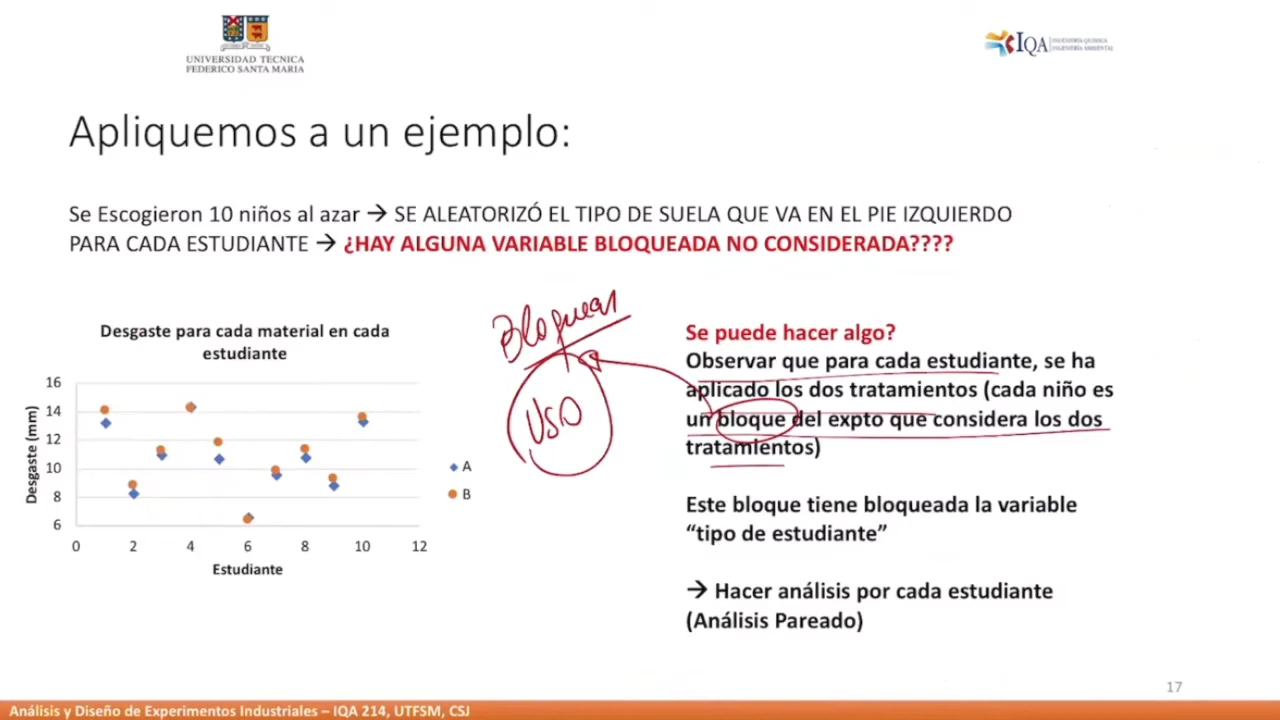 UNIVERSIDAD TECNICA
FEDERICO SANTA MARIA
IQA
INGENIERÍA QUÍMICA
INGENIERÍA AMBIENTAL
Apliquemos a un ejemplo:
Se Escogieron 10 niños al azar → SE ALEATORIZÓ EL TIPO DE SUELA QUE VA EN EL PIE IZQUIERDO
PARA CADA ESTUDIANTE → ¿HAY ALGUNA VARIABLE BLOQUEADA NO CONSIDERADA????
Desgaste para cada material en cada
estudiante
Desgaste (mm)
16
14
12
10
8
6
0 2 4 6 8 10 12
Estudiante
A
B
Bloquear
USO
Se puede hacer algo?
Observar que para cada estudiante, se ha
aplicado los dos tratamientos (cada niño es
un bloque del expto que considera los dos
tratamientos)
Este bloque tiene bloqueada la variable
“tipo de estudiante”
→ Hacer análisis por cada estudiante
(Análisis Pareado)
17
Análisis y Diseño de Experimentos Industriales – IQA 214, UTFSM, CSJ